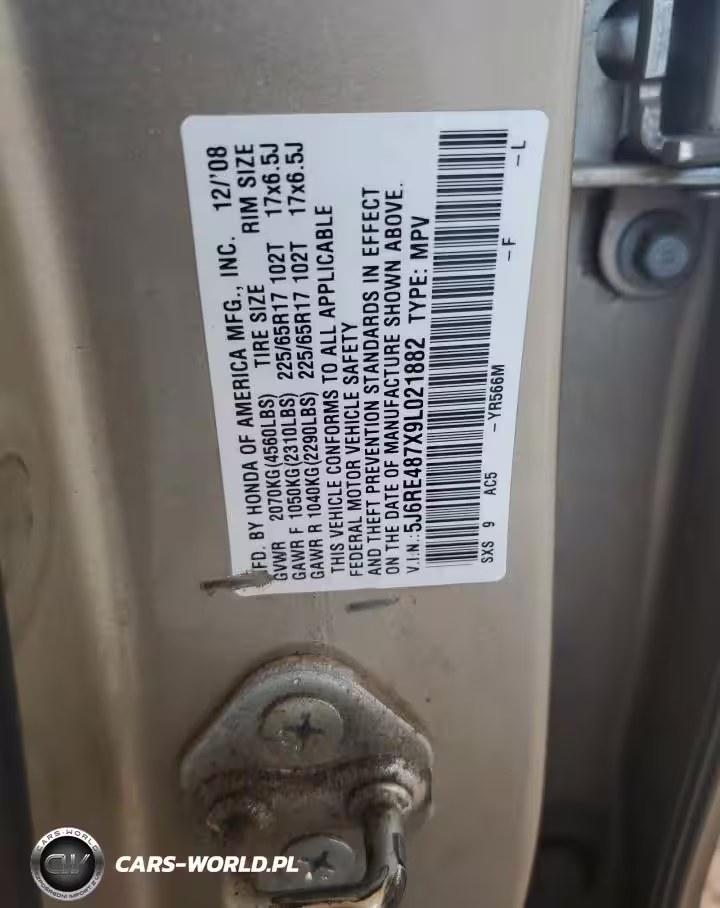 MFD. BY HONDA OF AMERICA MFG., INC. 12/'08
GVWR 2070KG(4560LBS) TIRE SIZE RIM SIZE
GAWR F 1050KG(2310LBS) 225/65R17 102T 17x6.5J
GAWR R 1040KG(2290LBS) 225/65R17 102T 17x6.5J
THIS VEHICLE CONFORMS TO ALL APPLICABLE
FEDERAL MOTOR VEHICLE SAFETY
AND THEFT PREVENTION STANDARDS IN EFFECT
ON THE DATE OF MANUFACTURE SHOWN ABOVE.
V.I.N.: 5J6RE487X9L021882 TYPE: MPV
SXS 9 AC5 -YR566M -F -L
CARS-WORLD
CARS-WORLD.PL